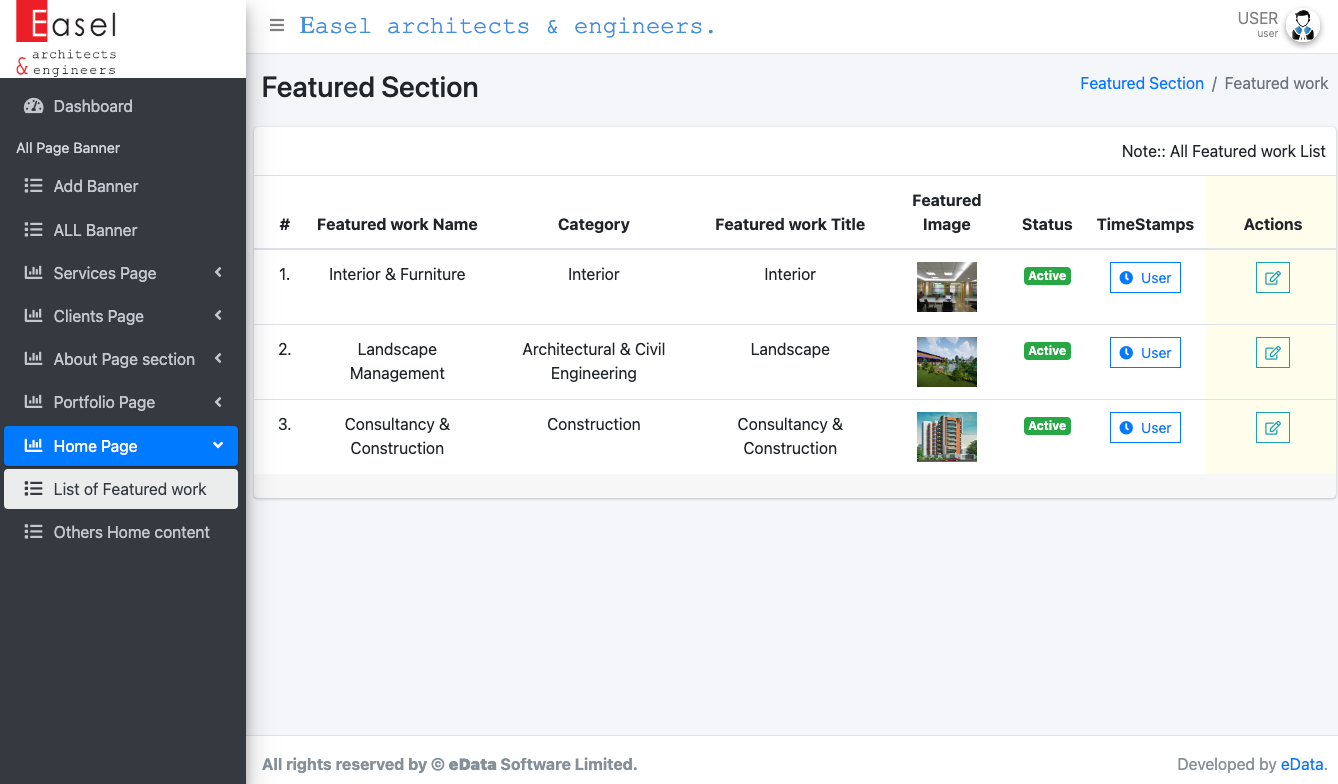 Easel
architects
& engineers
Easel architects & engineers.
USER
user
Dashboard
All Page Banner
Add Banner
ALL Banner
Services Page
Clients Page
About Page section
Portfolio Page
Home Page
List of Featured work
Others Home content
Featured Section
Featured Section / Featured work
Note:: All Featured work List
# Featured work Name Category Featured work Title Featured Image Status TimeStamps Actions
1. Interior & Furniture Interior Interior Active User
2. Landscape Architectural & Civil Landscape Active User
Management Engineering
3. Consultancy & Construction Consultancy & Active User
Construction Construction
All rights reserved by © eData Software Limited.
Developed by eData.